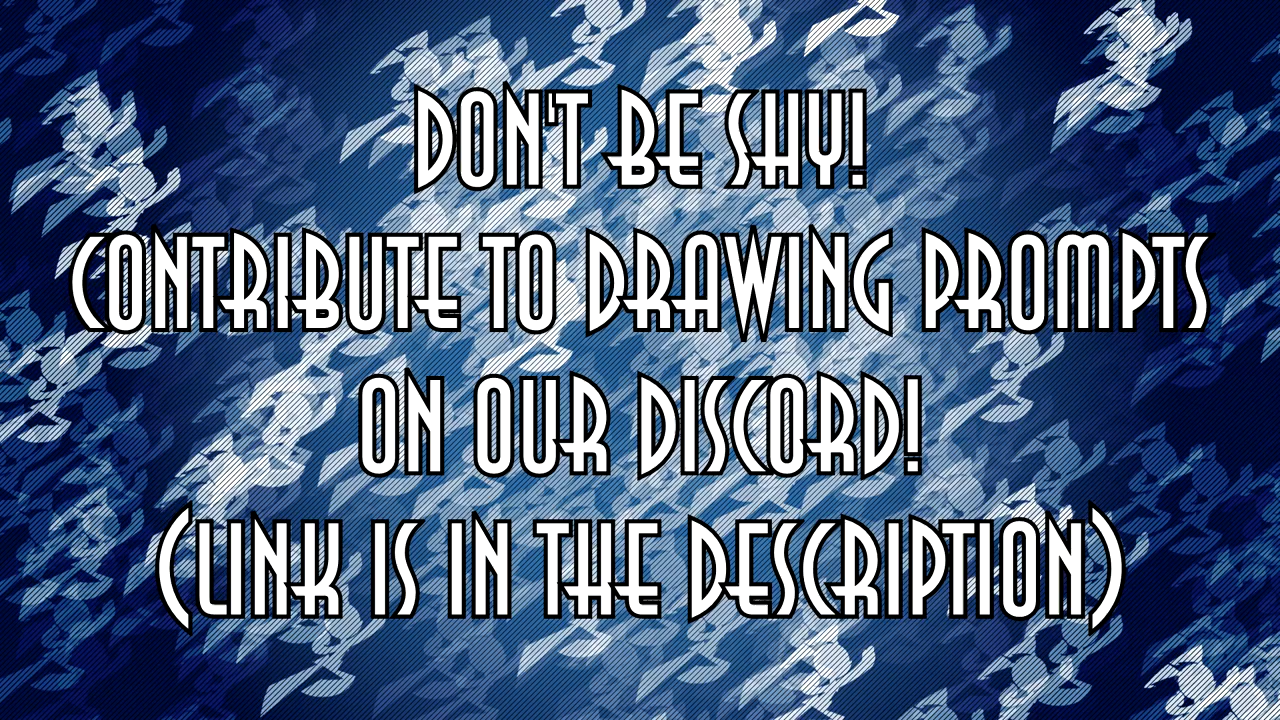 DON'T BE SHY!
CONTRIBUTE TO DRAWING PROMPTS
ON OUR DISCORD!
(LINK IS IN THE DESCRIPTION)